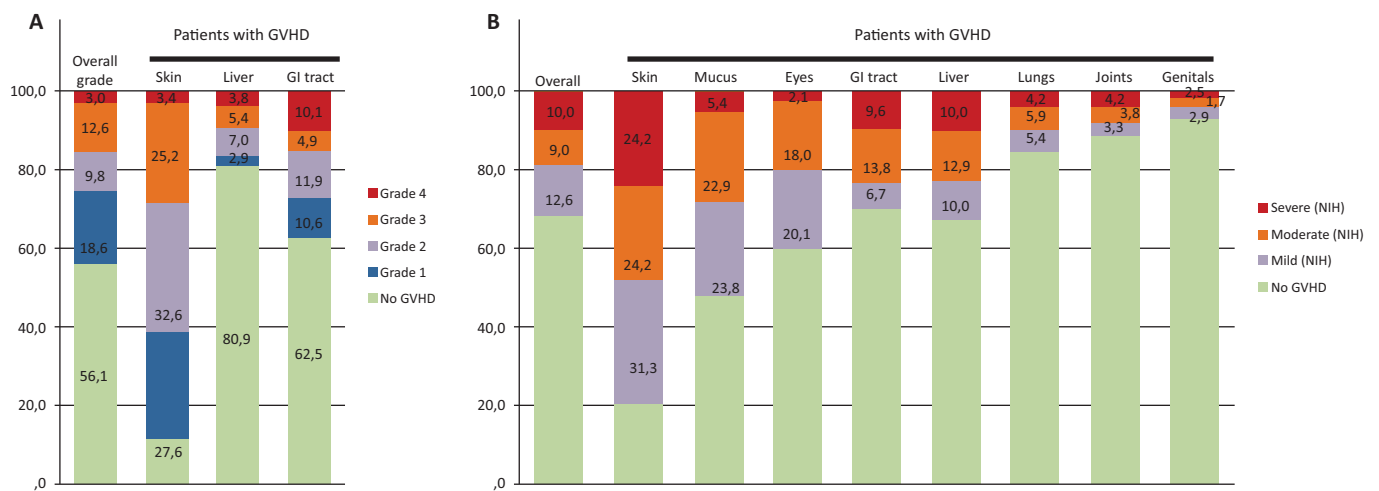 A
Patients with GVHD
Overall grade
Skin
Liver
GI tract
100,0
80,0
60,0
40,0
20,0
,0
3,0
12,6
9,8
18,6
56,1
3,4
25,2
32,6
27,6
3,8
5,4
7,0
2,9
80,9
10,1
4,9
11,9
10,6
62,5
Grade 4
Grade 3
Grade 2
Grade 1
No GVHD
B
Patients with GVHD
Overall
Skin
Mucus
Eyes
GI tract
Liver
Lungs
Joints
Genitals
100,0
80,0
60,0
40,0
20,0
,0
10,0
9,0
12,6
24,2
24,2
31,3
5,4
22,9
23,8
2,1
18,0
20,1
9,6
13,8
6,7
10,0
12,9
10,0
4,2
5,9
5,4
4,2
3,8
3,3
2,5
1,7
2,9
Severe (NIH)
Moderate (NIH)
Mild (NIH)
No GVHD